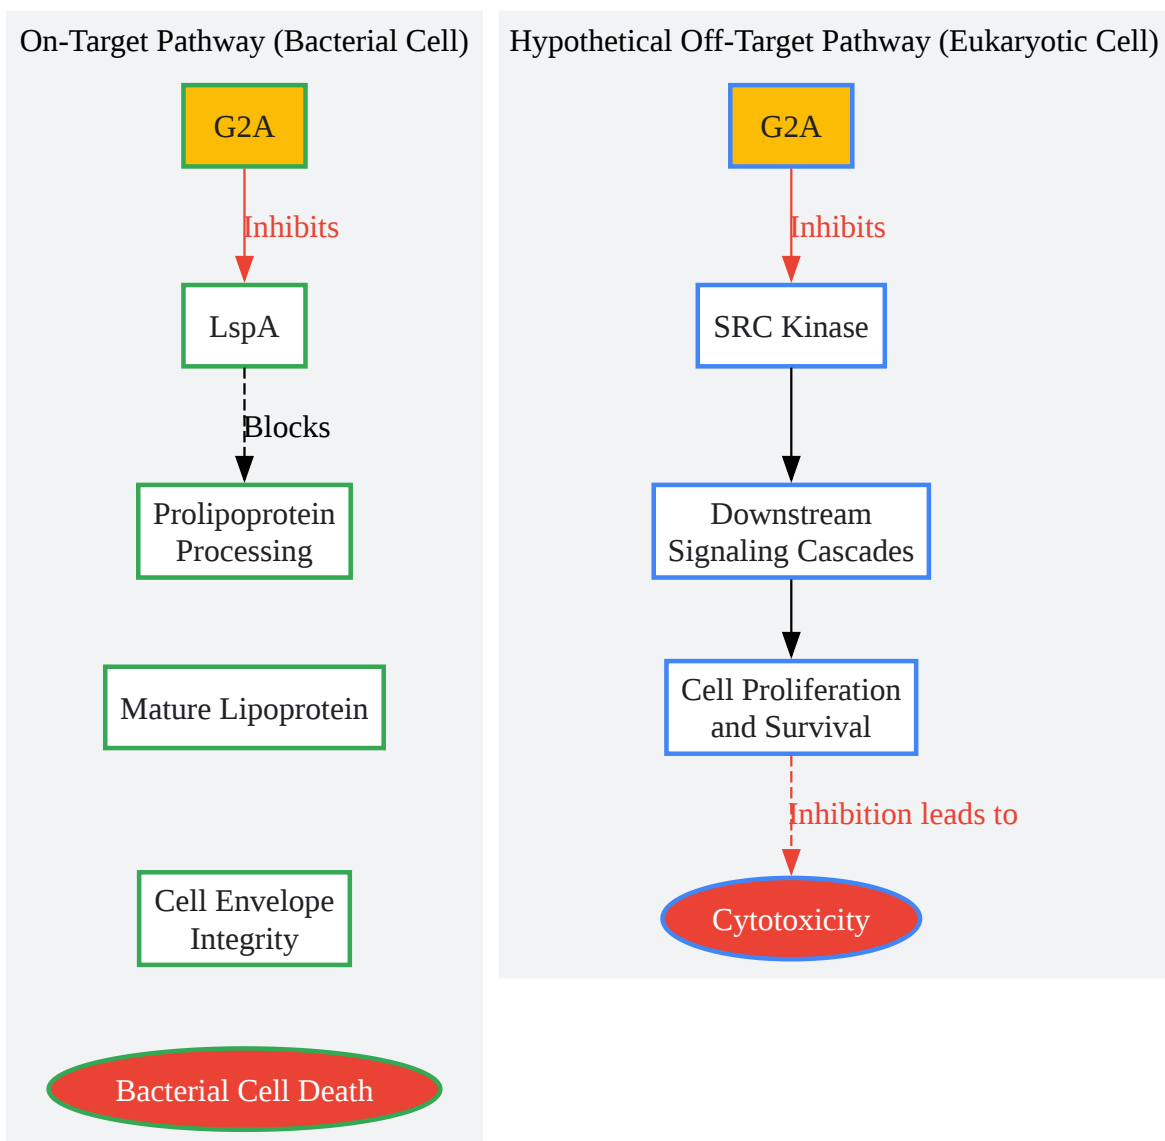 On-Target Pathway (Bacterial Cell)
G2A
Inhibits
LspA
Blocks
Prolipoprotein
Processing
Mature Lipoprotein
Cell Envelope
Integrity
Bacterial Cell Death
Hypothetical Off-Target Pathway (Eukaryotic Cell)
G2A
Inhibits
SRC Kinase
Downstream
Signaling Cascades
Cell Proliferation
and Survival
Inhibition leads to
Cytotoxicity